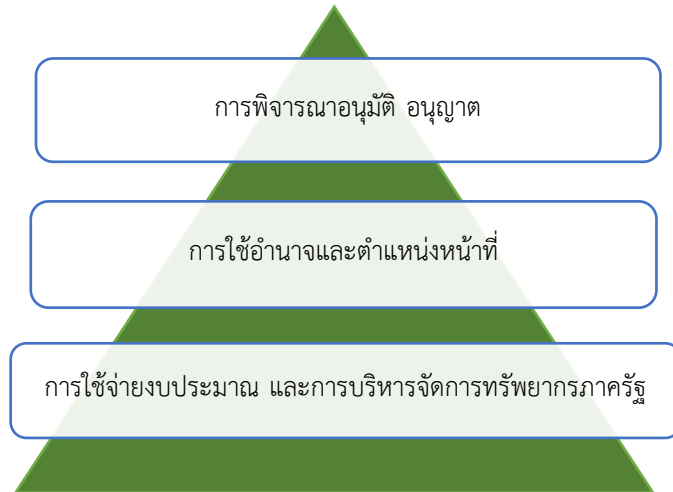 การพิจารณาอนุมัติ อนุญาต
การใช้อำนาจและตำแหน่งหน้าที่
การใช้จ่ายงบประมาณ และการบริหารจัดการทรัพยากรภาครัฐ